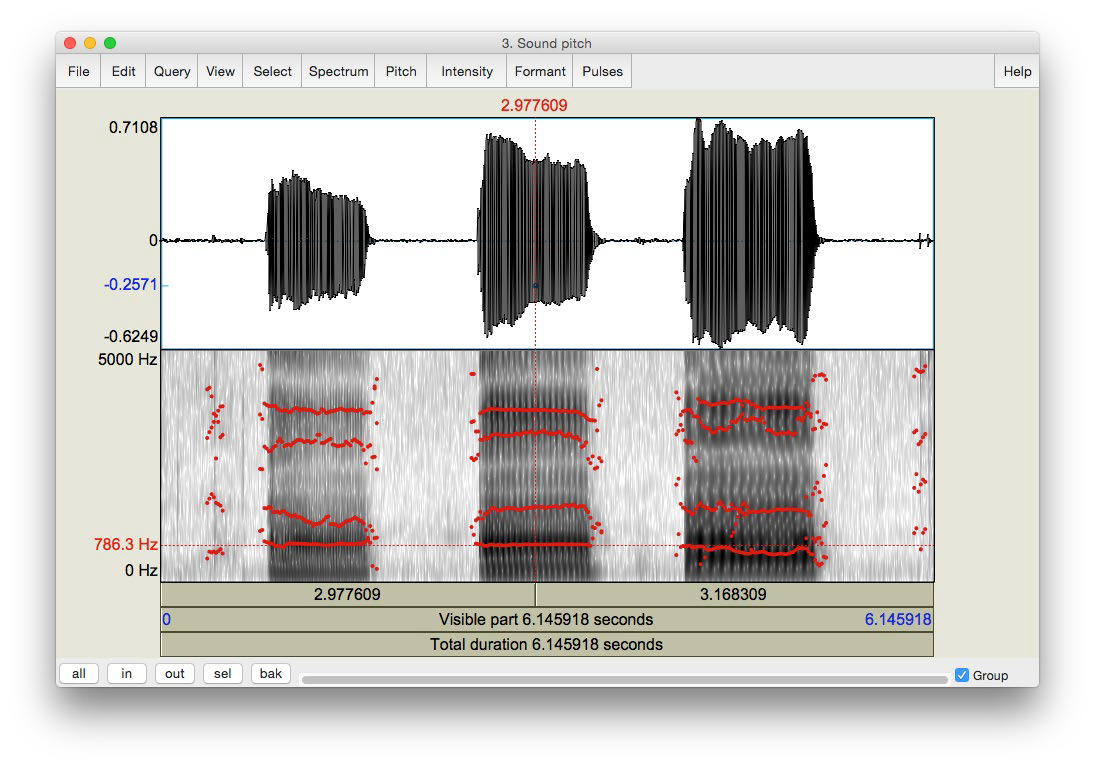 3. Sound pitch
File Edit Query View Select Spectrum Pitch Intensity Formant Pulses Help
2.977609
0.7108
0
-0.2571
-0.6249
5000 Hz
786.3 Hz
0 Hz
2.977609 3.168309
0 Visible part 6.145918 seconds 6.145918
Total duration 6.145918 seconds
all in out sel bak Group